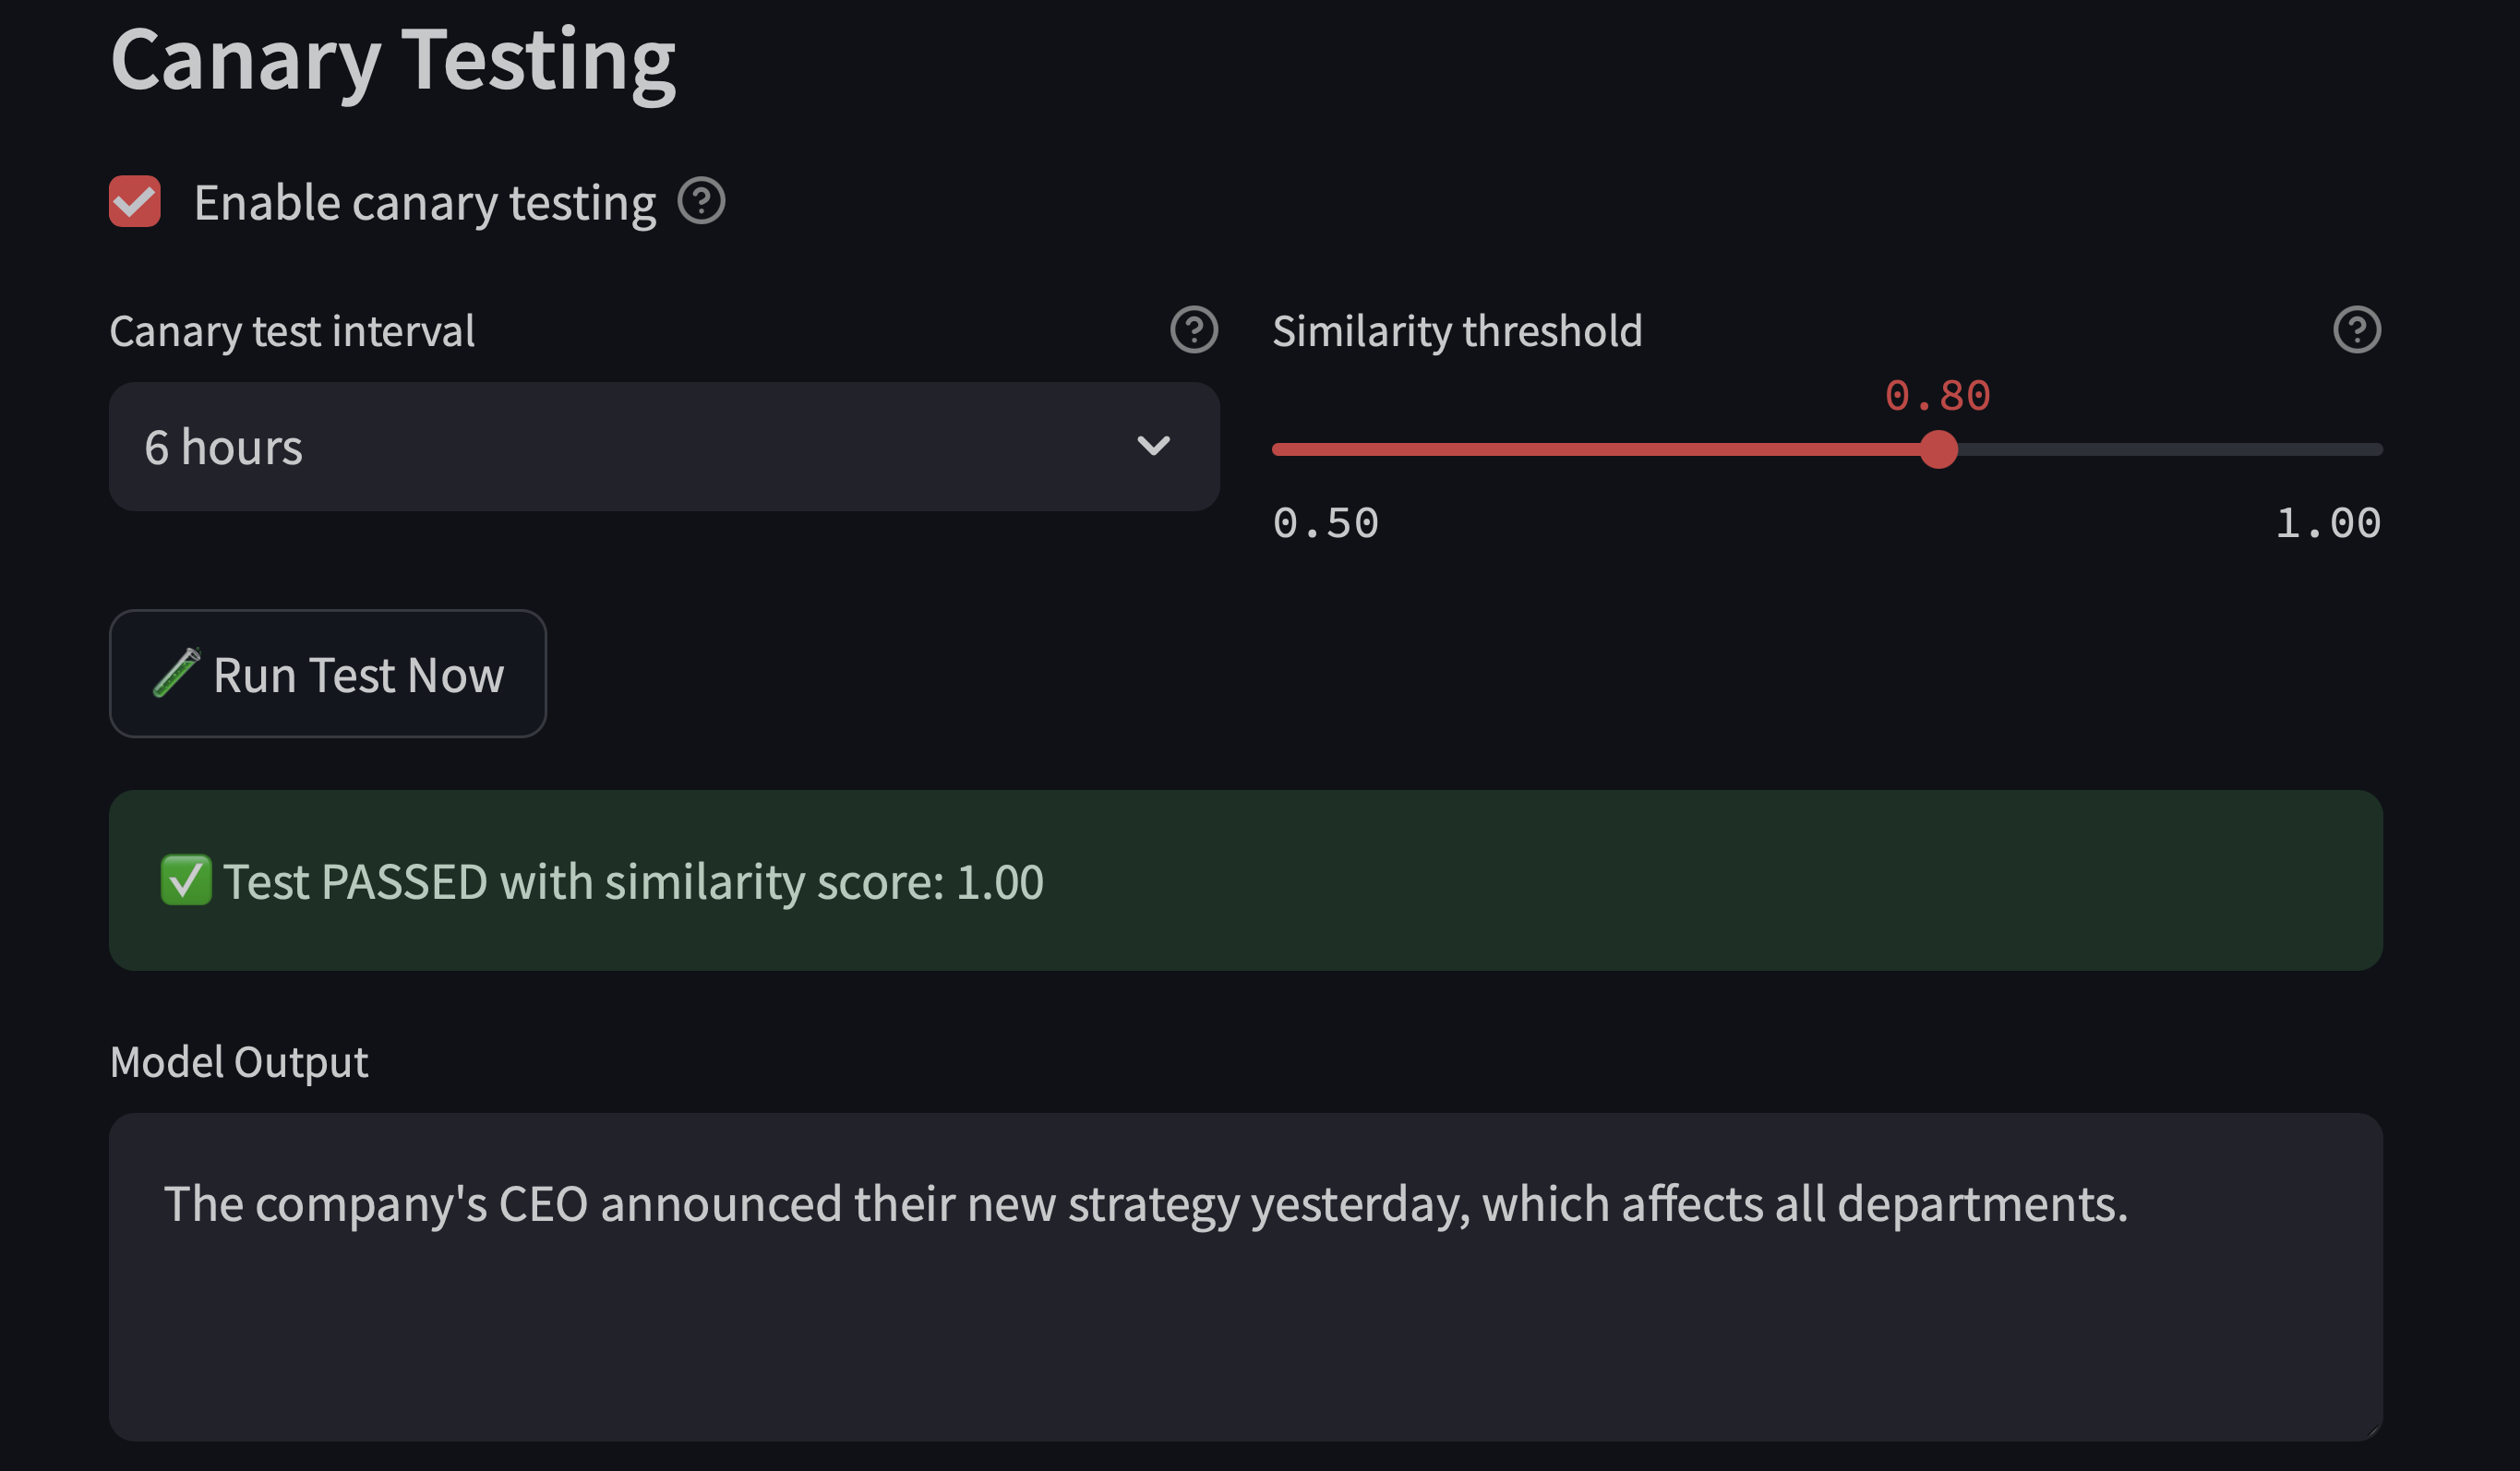 Canary Testing
Enable canary testing
Canary test interval
Similarity threshold
6 hours
0.80
0.50
1.00
Run Test Now
Test PASSED with similarity score: 1.00
Model Output
The company's CEO announced their new strategy yesterday, which affects all departments.